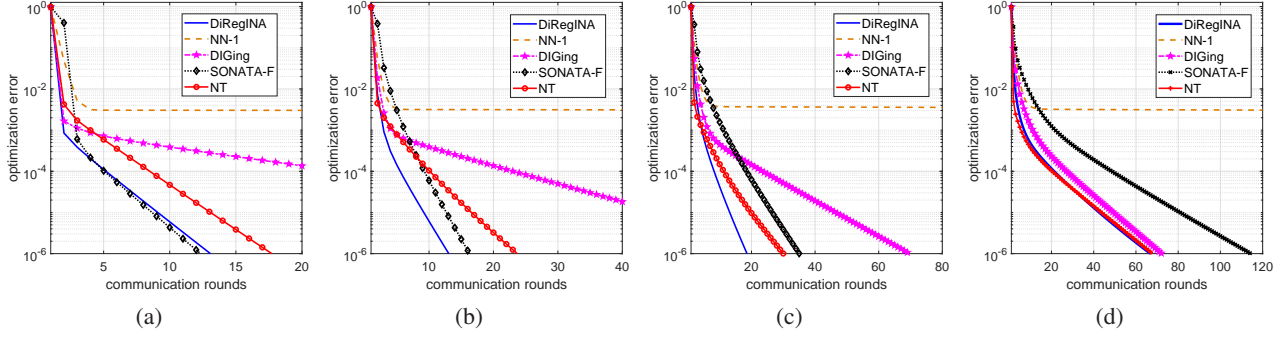 10^0
10^-2
10^-4
10^-6
optimization error
5
10
15
20
communication rounds
DiRegINA
NN-1
DIGing
SONATA-F
NT
(a)
10^0
10^-2
10^-4
10^-6
optimization error
10
20
30
40
communication rounds
DiRegINA
NN-1
DIGing
SONATA-F
NT
(b)
10^0
10^-2
10^-4
10^-6
optimization error
20
40
60
80
communication rounds
DiRegINA
NN-1
DIGing
SONATA-F
NT
(c)
10^0
10^-2
10^-4
10^-6
optimization error
20
40
60
80
100
120
communication rounds
DiRegINA
NN-1
DIGing
SONATA-F
NT
(d)